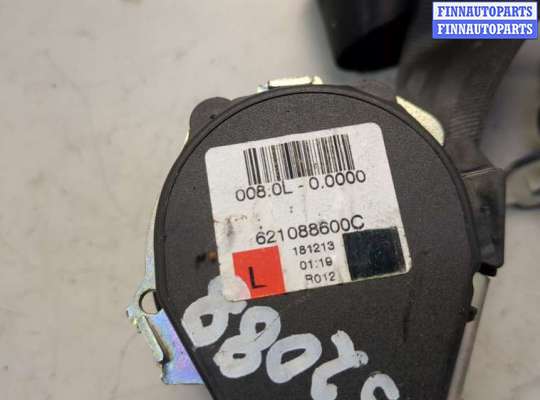 FINNAUTOPARTS
FINNAUTOPARTS
008:0L - 0.0000
621088600C
181213
01:19
R012
L